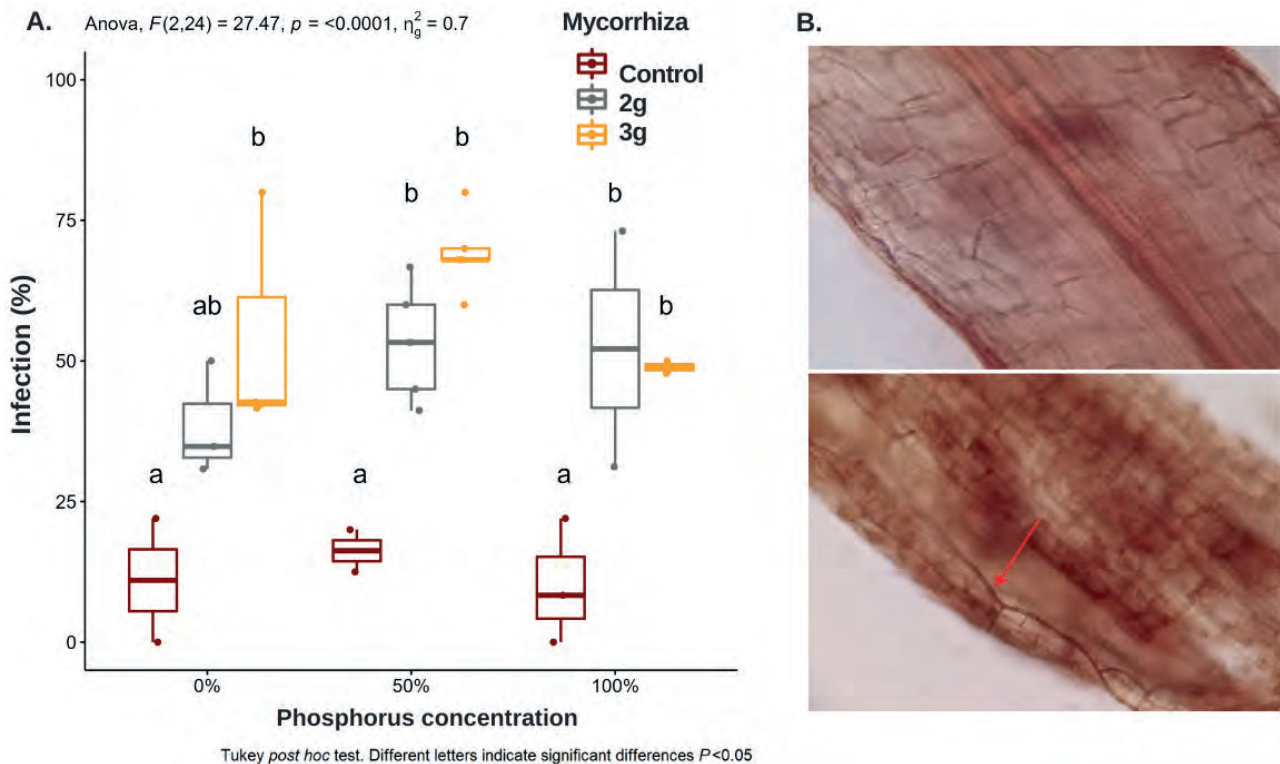 A.
Anova, F(2,24) = 27.47, p = <0.0001, η²g = 0.7
Mycorrhiza
Control
2g
3g
B.
100
75
50
25
0
Infection (%)
b
b
b
b
ab
b
a
a
a
0%
50%
100%
Phosphorus concentration
Tukey post hoc test. Different letters indicate significant differences P<0.05